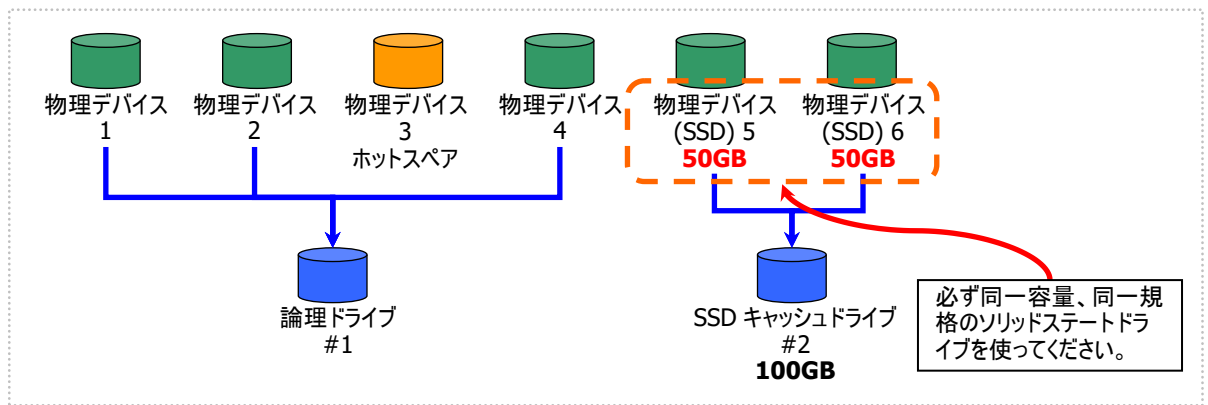 物理デバイス
1
物理デバイス
2
物理デバイス
3
ホットスペア
物理デバイス
4
物理デバイス
(SSD) 5
50GB
物理デバイス
(SSD) 6
50GB
論理ドライブ
#1
SSD キャッシュドライブ
#2
100GB
必ず同一容量、同一規
格のソリッドステートドラ
イブを使ってください。